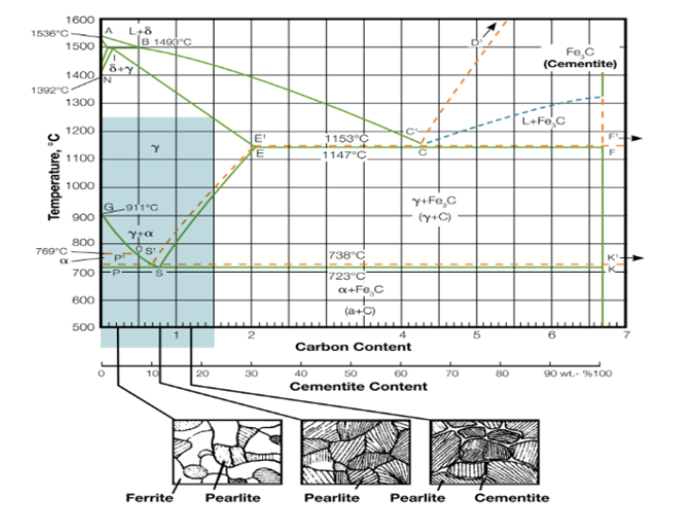 1600
1536°C
A
L+δ
1500
B 1493°C
I
δ+γ
1400
N
1392°C
1300
1200
1100
1000
900
800
700
600
500
Temperature, °C
D'
Fe3C
(Cementite)
L+Fe3C
γ
E'
E
1153°C
1147°C
C'
C
F'
F
γ+Fe3C
(γ+C)
G
911°C
γ+α
O
S'
769°C
α
P'
P
S
738°C
723°C
K'
K
α+Fe3C
(a+C)
1 2 4 5 6 7
Carbon Content
0 10 20 30 40 50 60 70 80 90 wt.- %100
Cementite Content
Ferrite Pearlite Pearlite Pearlite Cementite